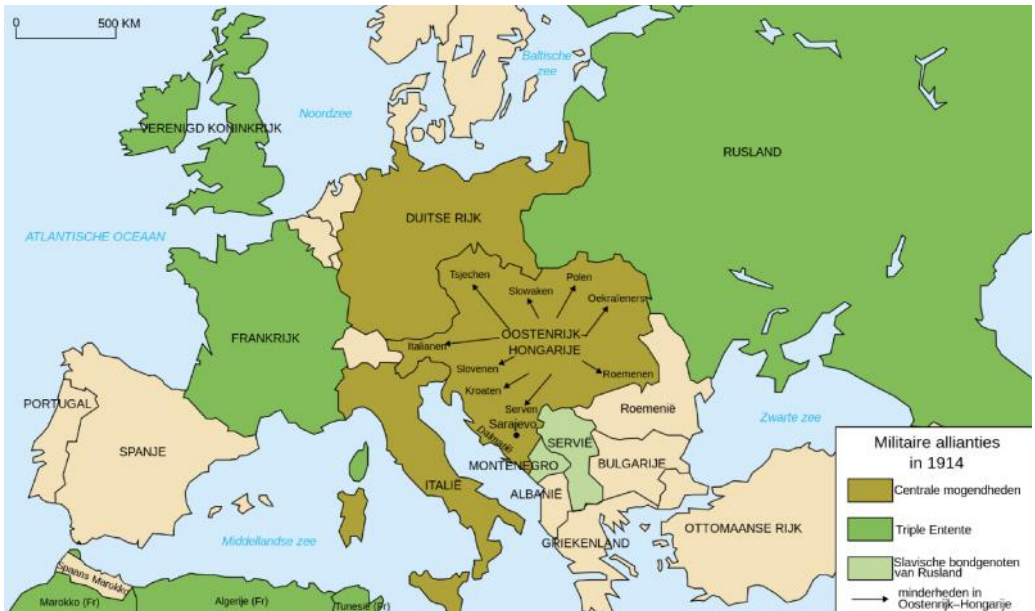 0 500 KM
Baltische
zee
Noordzee
VERENIGD KONINKRIJK
RUSLAND
ATLANTISCHE OCEAAN
DUITSE RIJK
Tsjechen
Polen
Slowaken
Oekraïeners
FRANKRIJK
OOSTENRIJK
HONGARIJE
Italianen
Slovenen
Roemenen
Kroaten
PORTUGAL
Serven
Roemenië
Sarajevo
Zwarte zee
Dalmatië
SERVIË
SPANJE
MONTENEGRO
BULGARIJE
ITALIË
ALBANIË
OTTOMAANSE RIJK
Middellandse zee
GRIEKENLAND
Spaans Marokko
Marokko (Fr)
Algerije (Fr)
Tunesië (Fr)
Militaire allianties
in 1914
Centrale mogendheden
Triple Entente
Slavische bondgenoten
van Rusland
minderheden in
Oostenrijk–Hongarije